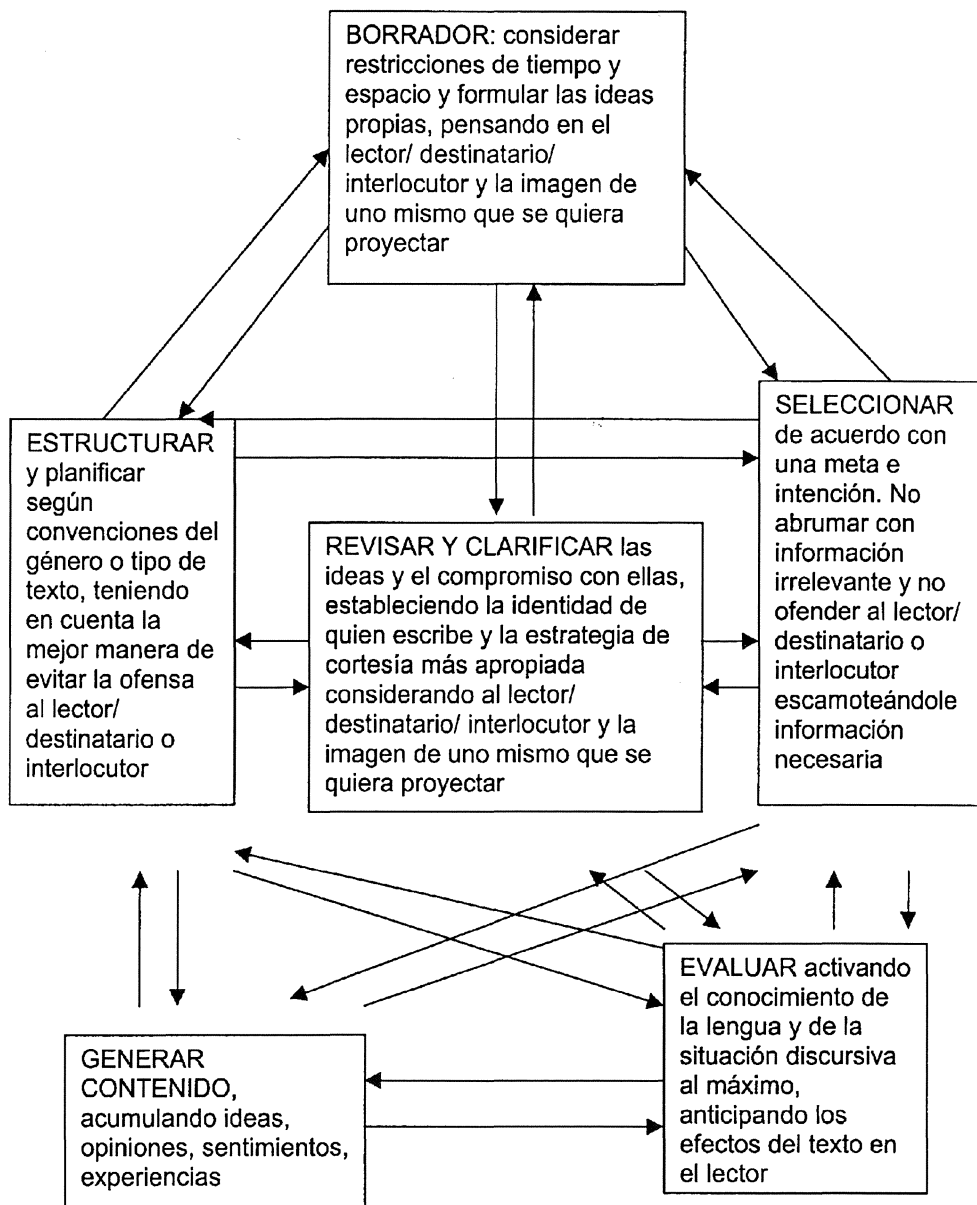 BORRADOR: considerar
restricciones de tiempo y
espacio y formular las ideas
propias, pensando en el
lector/ destinatario/
interlocutor y la imagen de
uno mismo que se quiera
proyectar
ESTRUCTURAR
y planificar
según
convenciones del
género o tipo de
texto, teniendo
en cuenta la
mejor manera de
evitar la ofensa
al lector/
destinatario o
interlocutor
REVISAR Y CLARIFICAR las
ideas y el compromiso con ellas,
estableciendo la identidad de
quien escribe y la estrategia de
cortesía más apropiada
considerando al lector/
destinatario/ interlocutor y la
imagen de uno mismo que se
quiera proyectar
SELECCIONAR
de acuerdo con
una meta e
intención. No
abrumar con
información
irrelevante y no
ofender al lector/
destinatario o
interlocutor
escamoteándole
información
necesaria
GENERAR
CONTENIDO,
acumulando ideas,
opiniones, sentimientos,
experiencias
EVALUAR activando
el conocimiento de
la lengua y de la
situación discursiva
al máximo,
anticipando los
efectos del texto en
el lector